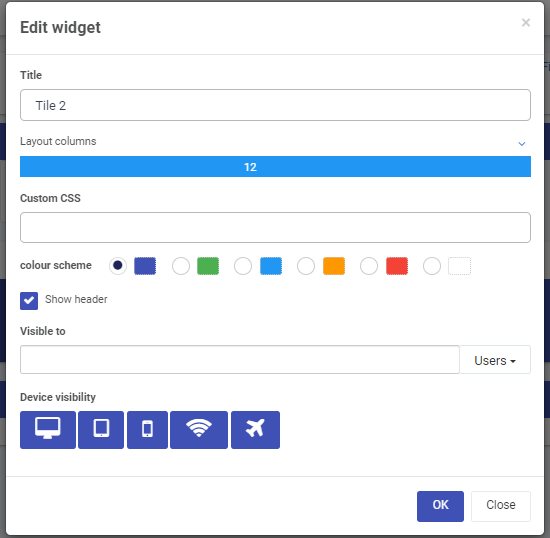 Edit widget
×
Title
Tile 2
Layout columns
12
Custom CSS
colour scheme
Show header
Visible to
Users
Device visibility
OK
Close